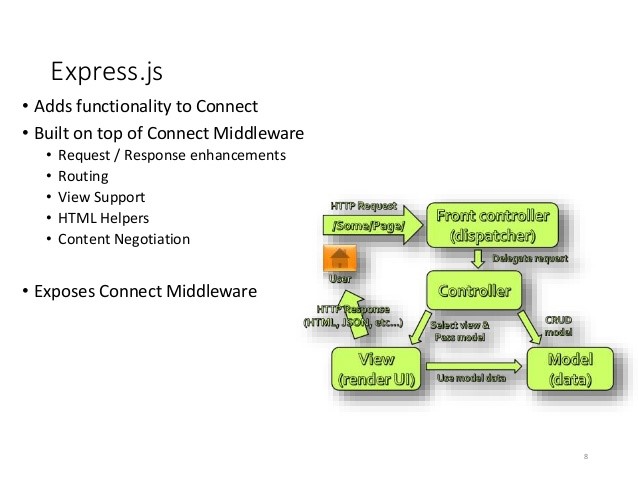 Express.js
• Adds functionality to Connect
• Built on top of Connect Middleware
• Request / Response enhancements
• Routing
• View Support
• HTML Helpers
• Content Negotiation
• Exposes Connect Middleware
HTTP Request
/Some/Page/
Front controller
(dispatcher)
Delegate request
User
Controller
HTTP Response
(HTML, JSON, etc...)
Select view &
Pass model
CRUD
model
View
(render UI)
Use model data
Model
(data)
8